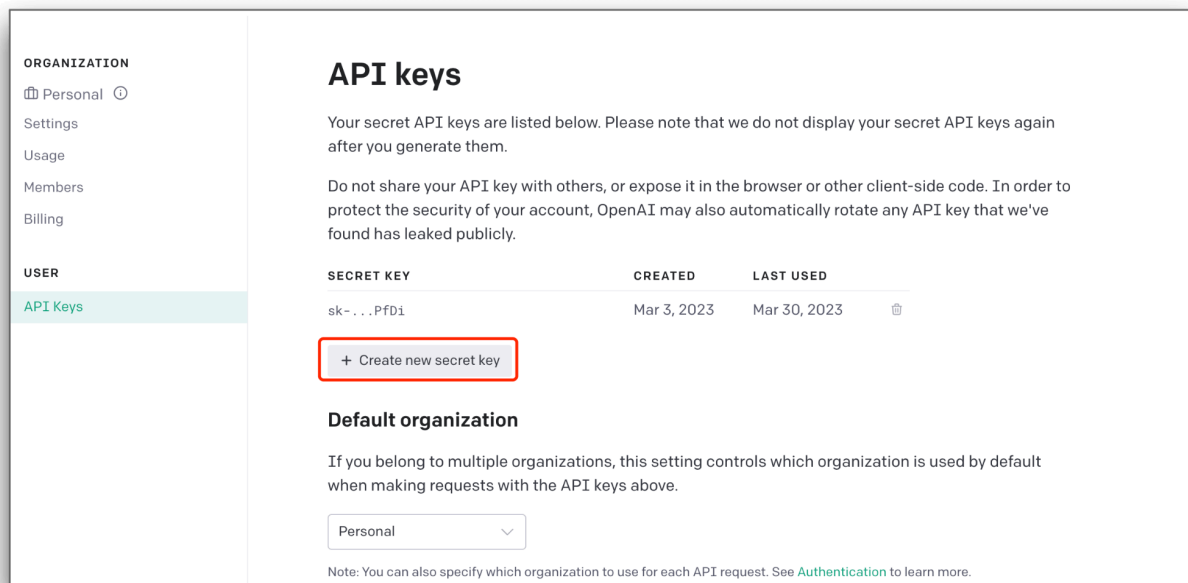 ORGANIZATION
Personal
Settings
Usage
Members
Billing
USER
API Keys
API keys
Your secret API keys are listed below. Please note that we do not display your secret API keys again
after you generate them.
Do not share your API key with others, or expose it in the browser or other client-side code. In order to
protect the security of your account, OpenAI may also automatically rotate any API key that we've
found has leaked publicly.
SECRET KEY CREATED LAST USED
sk-...PfDi Mar 3, 2023 Mar 30, 2023
+ Create new secret key
Default organization
If you belong to multiple organizations, this setting controls which organization is used by default
when making requests with the API keys above.
Personal
Note: You can also specify which organization to use for each API request. See Authentication to learn more.